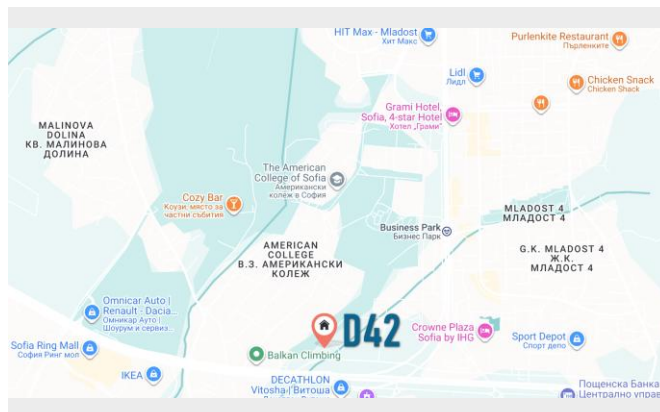 HIT Max - Mladost
Хит Макс
Purlenkite Restaurant
Пърленките
Lidl
Лидл
Chicken Snack
Chicken Shack
Grami Hotel,
Sofia, 4-star Hotel
Хотел „Грами“
MALINOVA
DOLINA
КВ. МАЛИНОВА
ДОЛИНА
The American
College of Sofia
Американски
колеж в София
Cozy Bar
Коузи, място за
частни събития
MLADOST 4
МЛАДОСТ 4
Business Park
Бизнес Парк
AMERICAN
COLLEGE
В.З. АМЕРИКАНСКИ
КОЛЕЖ
G.K. MLADOST 4
Ж.К.
МЛАДОСТ 4
Omnicar Auto |
Renault - Dacia...
Омникар Ауто |
Шоурум и сервиз...
D42
Crowne Plaza
Sofia by IHG
Sport Depot
Спорт депо
Sofia Ring Mall
София Ринг мол
Balkan Climbing
IKEA
DECATHLON
Vitosha | Витоша
Пощенска Банка
Централно управ